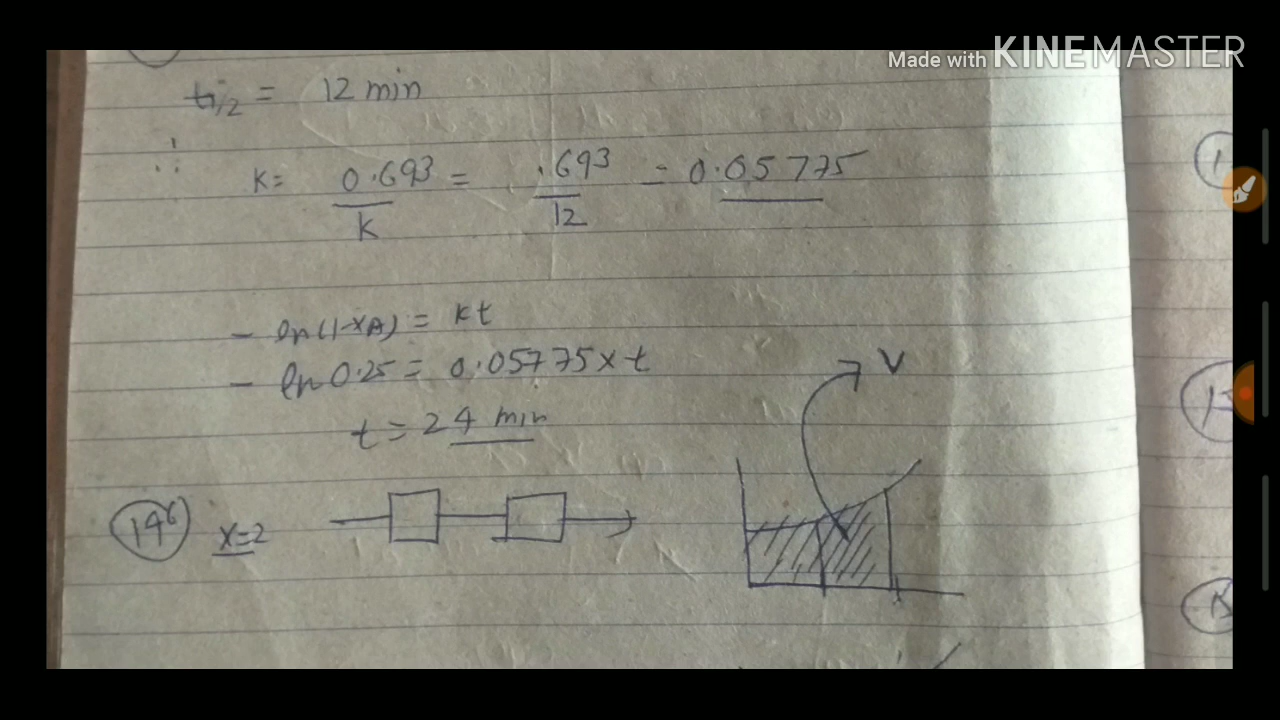 Made with KINEMASTER
t1/2 = 12 min
∴ K = 0.693/K = .693/12 = 0.05775
- ln(1-XA) = kt
- ln 0.25 = 0.05775 x t
t = 24 min
V
X=2